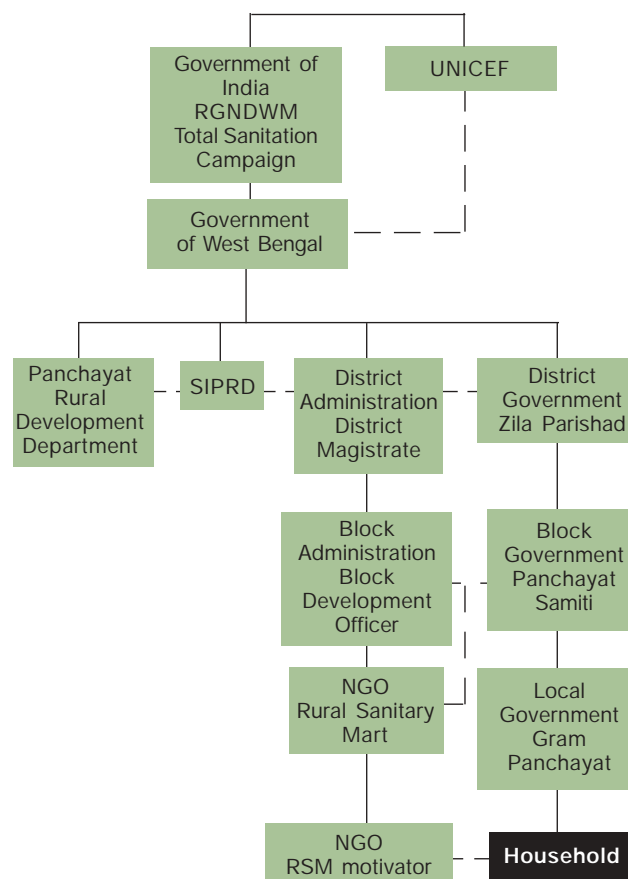 Government of
India
RGNDWM
Total Sanitation
Campaign
UNICEF
Government
of West Bengal
Panchayat
Rural
Development
Department
SIPRD
District
Administration
District
Magistrate
District
Government
Zila Parishad
Block
Administration
Block
Development
Officer
Block
Government
Panchayat
Samiti
NGO
Rural Sanitary
Mart
Local
Government
Gram
Panchayat
NGO
RSM motivator
Household